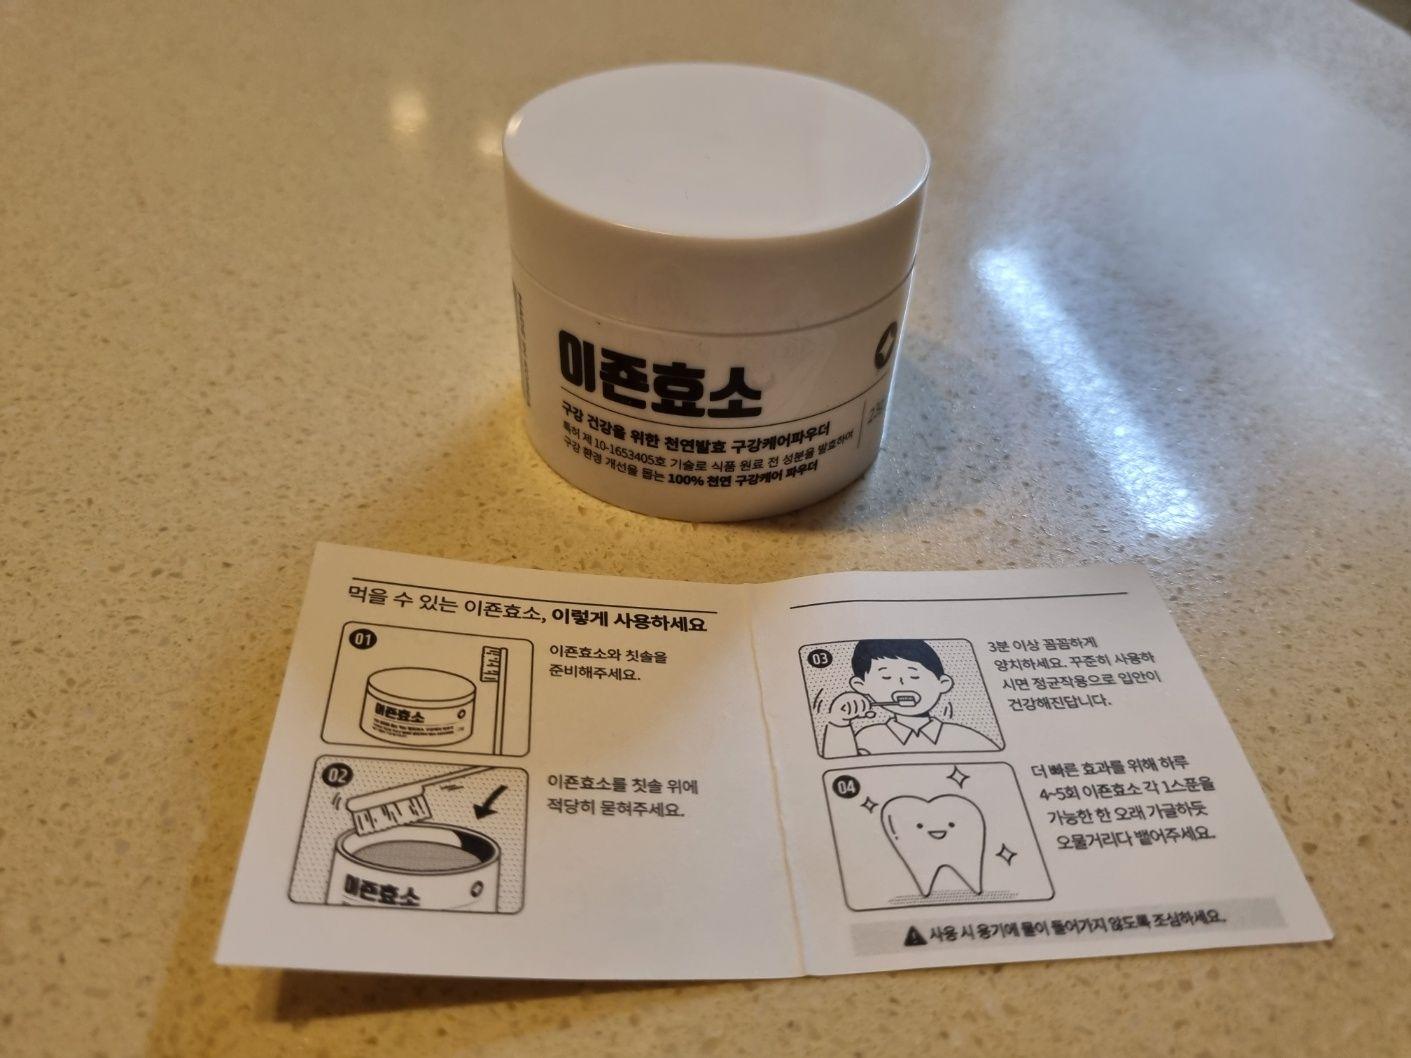 이죤효소
구강 건강을 위한 천연발효 구강케어파우더
특허 제 10-1653405호 기술로 식품 원료 전 성분을 발효하여
구강 환경 개선을 돕는 100% 천연 구강케어 파우더
먹을 수 있는 이죤효소, 이렇게 사용하세요
01
이죤효소와 칫솔을
준비해주세요.
이죤효소
02
이죤효소를 칫솔 위에
적당히 묻혀주세요.
이죤효소
03
3분 이상 꼼꼼하게
양치하세요. 꾸준히 사용하
시면 정균작용으로 입안이
건강해진답니다.
04
더 빠른 효과를 위해 하루
4-5회 이죤효소 각 1스푼을
가능한 한 오래 가글하듯
오물거리다 뱉어주세요.
사용 시 용기에 물이 들어가지 않도록 조심하세요.